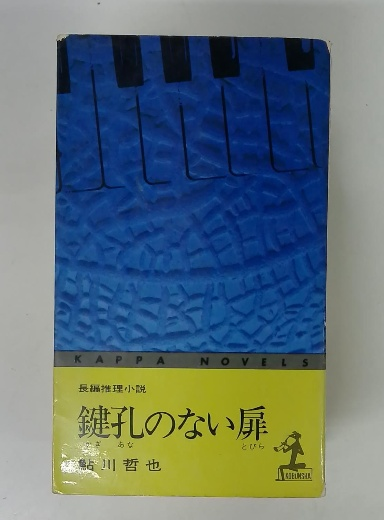 KAPPA NOVELS
長編推理小説
鍵孔のない扉
かぎ あな とびら
鮎川哲也
KOBUNSHA